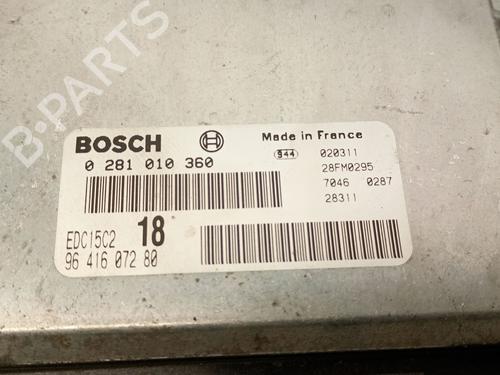 B-PARTS
BOSCH
Made in France
0 281 010 360
S44 020311
28FM0295
7046 0287
28311
EDC15C2 18
96 416 072 80